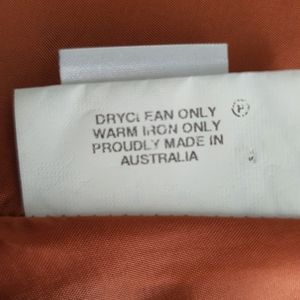 DRYCLEAN ONLY Ⓟ
WARM IRON ONLY
PROUDLY MADE IN
AUSTRALIA